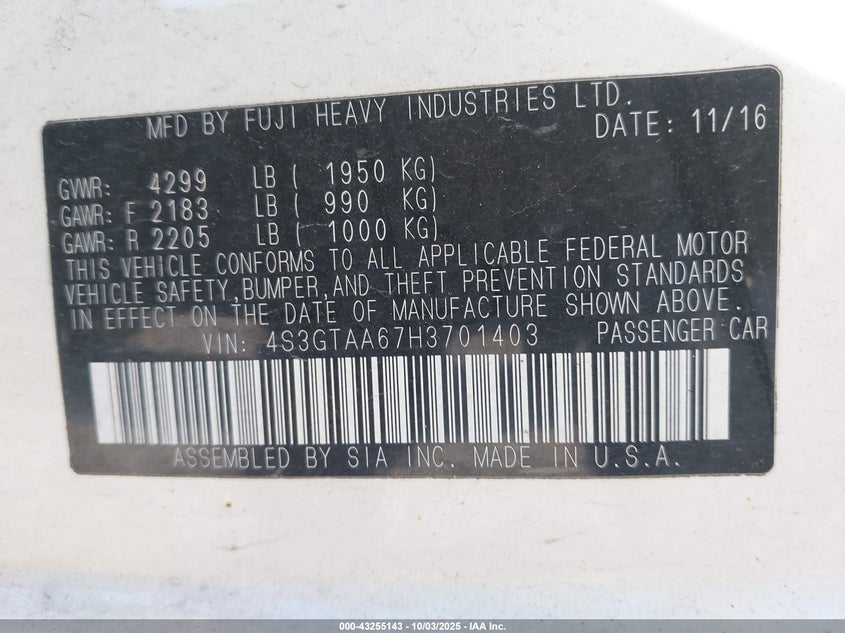 MFD BY FUJI HEAVY INDUSTRIES LTD.
DATE: 11/16
GVWR: 4299 LB ( 1950 KG)
GAWR: F 2183 LB ( 990 KG)
GAWR: R 2205 LB ( 1000 KG)
THIS VEHICLE CONFORMS TO ALL APPLICABLE FEDERAL MOTOR
VEHICLE SAFETY,BUMPER,AND THEFT PREVENTION STANDARDS
IN EFFECT ON THE DATE OF MANUFACTURE SHOWN ABOVE.
VIN: 4S3GTAA67H3701403 PASSENGER CAR
ASSEMBLED BY SIA INC. MADE IN U.S.A.
000-43255143 - 10/03/2025 - IAA Inc.